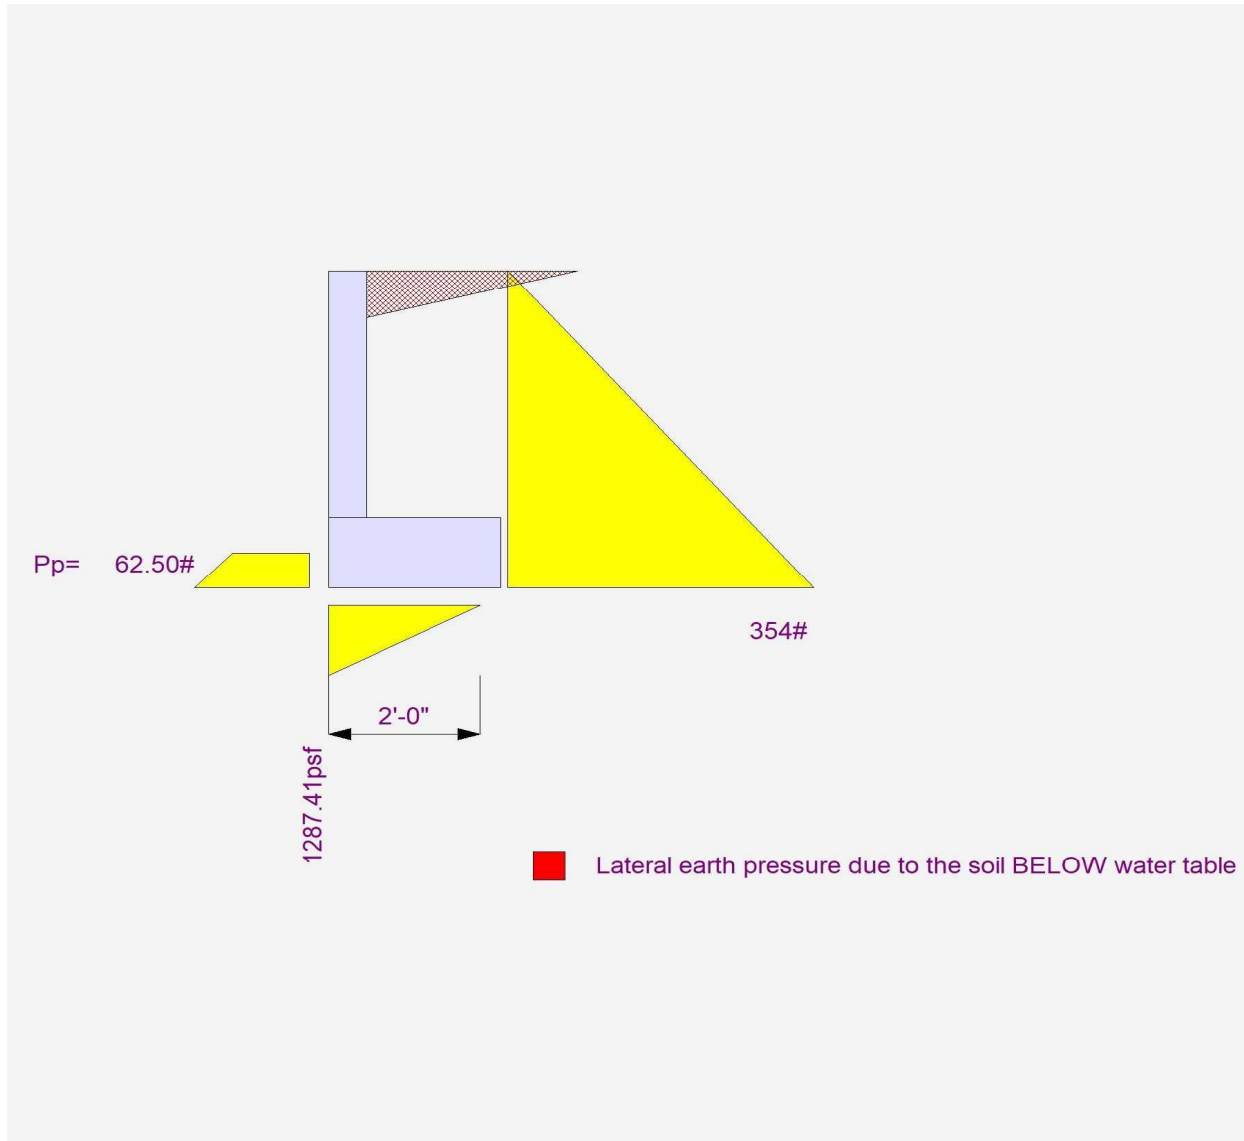 Pp= 62.50#
354#
2'-0"
1287.41psf
Lateral earth pressure due to the soil BELOW water table